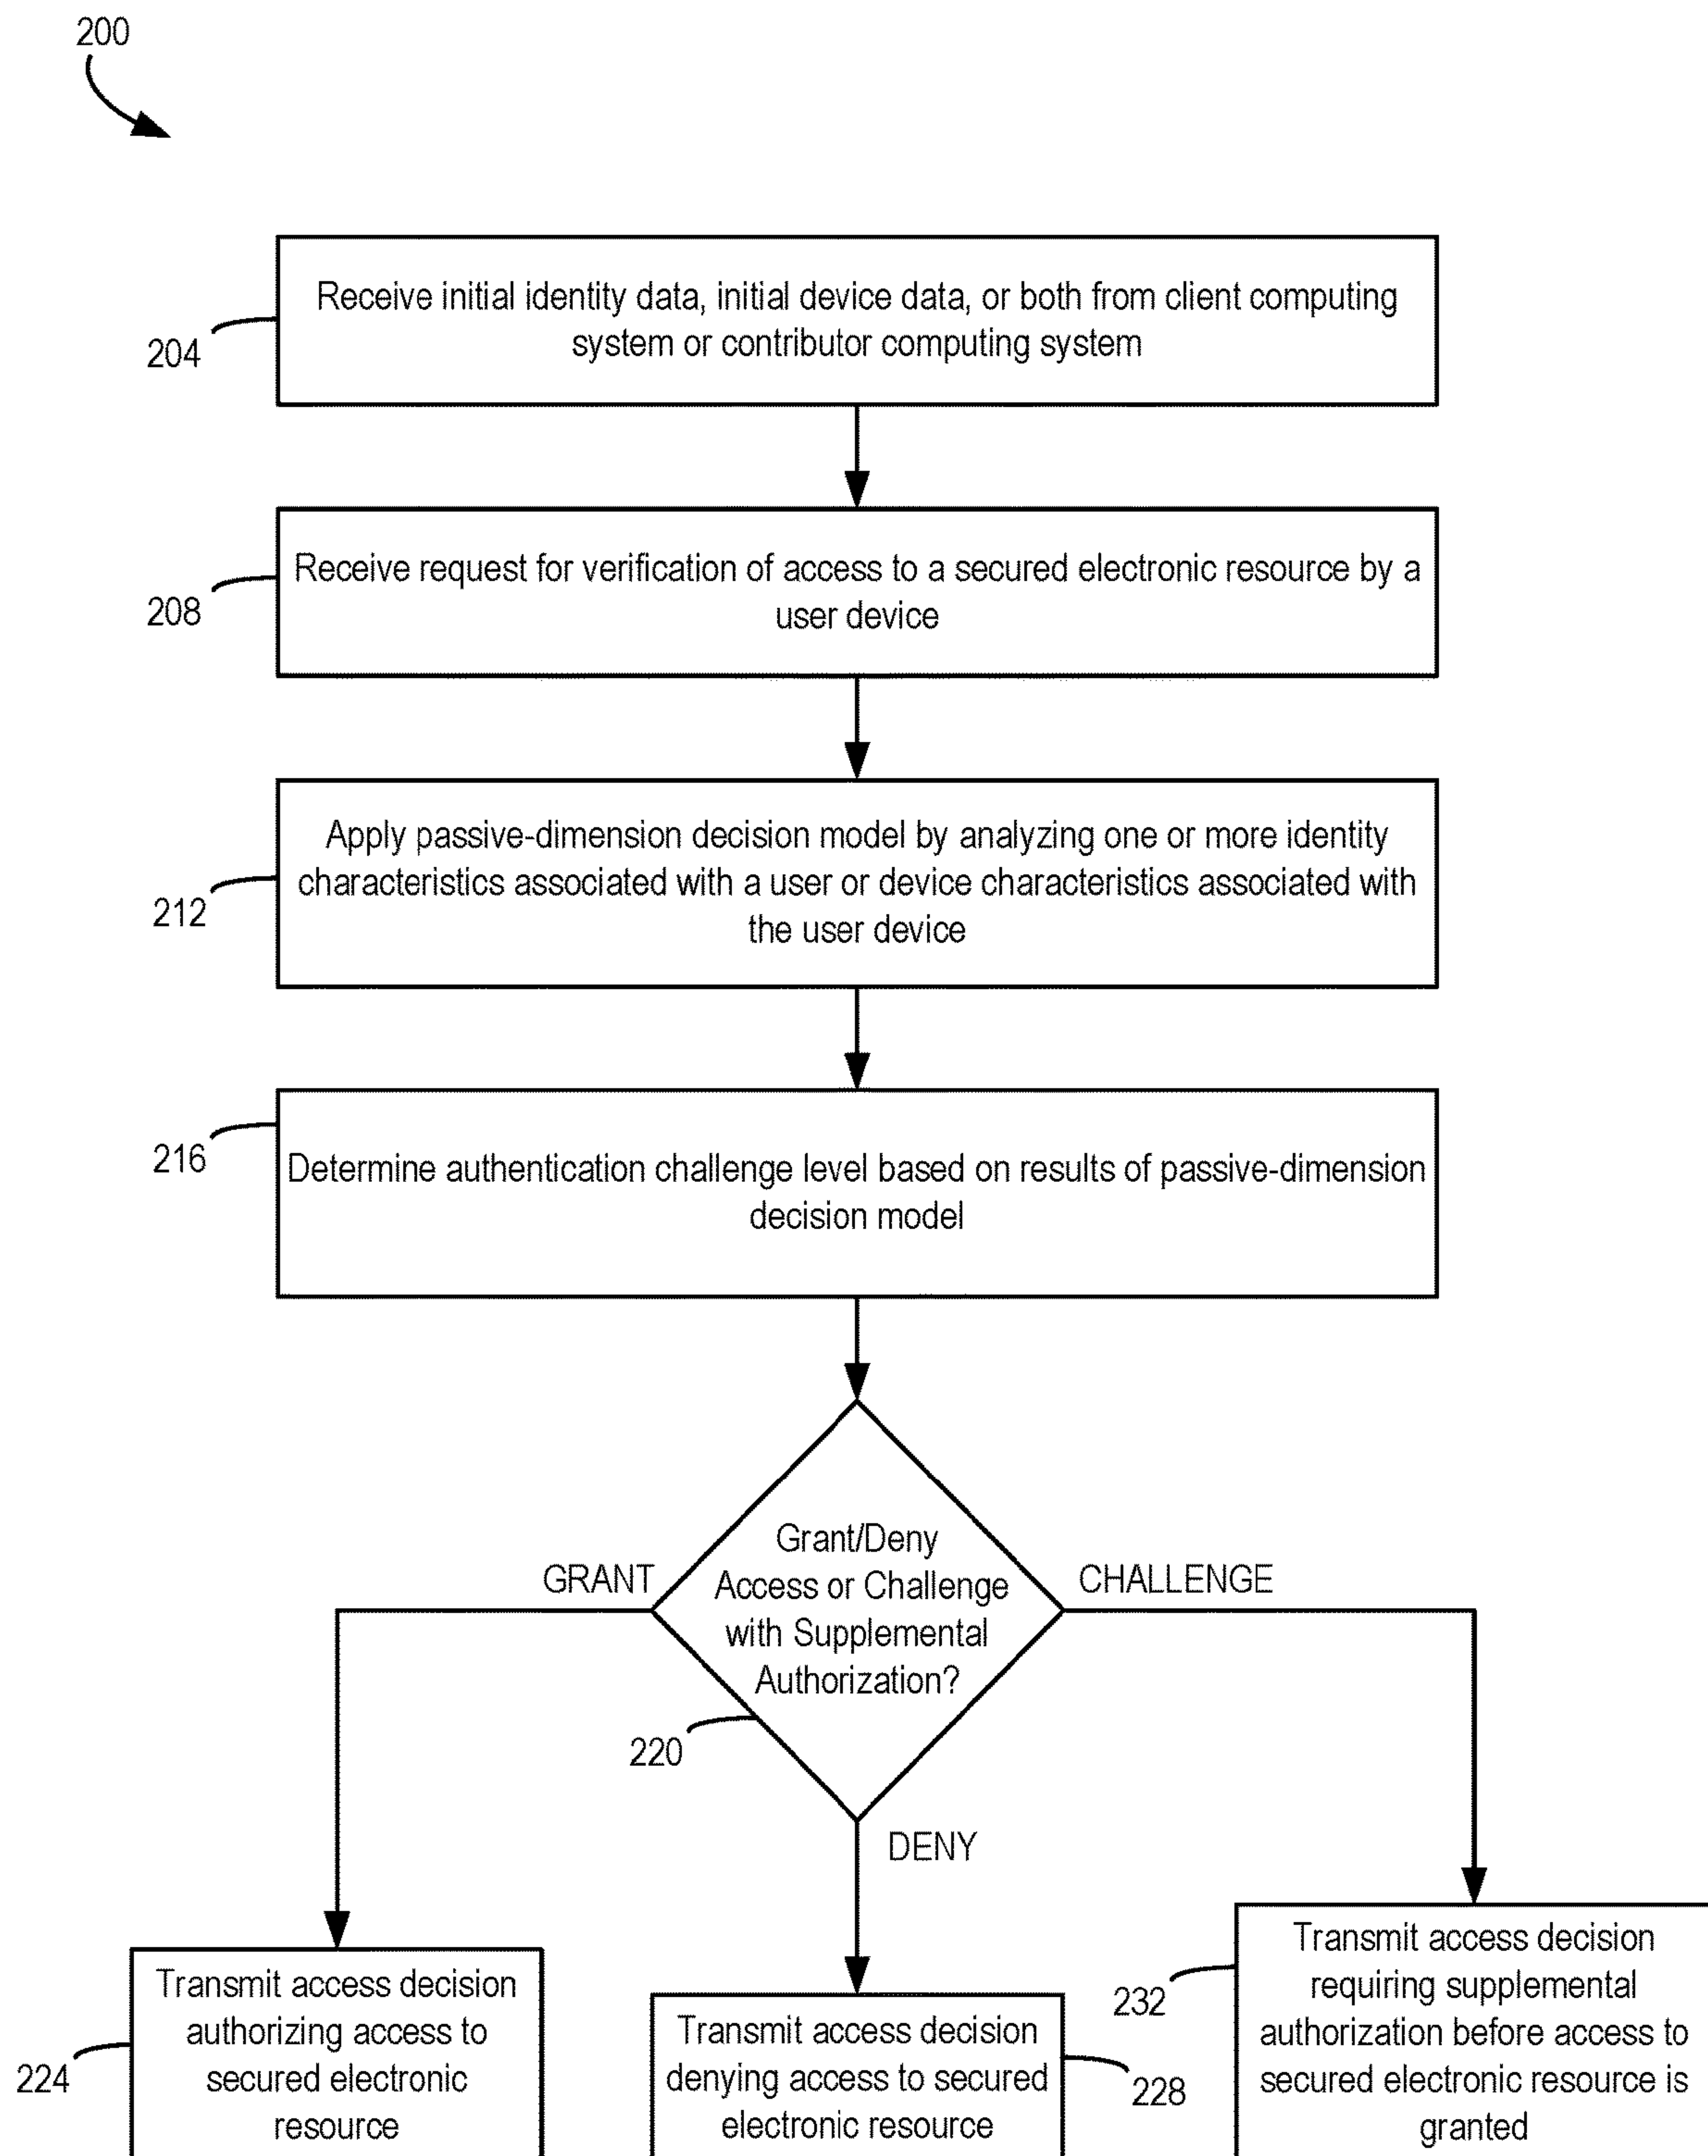 200
Receive initial identity data, initial device data, or both from client computing
system or contributor computing system
204
Receive request for verification of access to a secured electronic resource by a
user device
208
Apply passive-dimension decision model by analyzing one or more identity
characteristics associated with a user or device characteristics associated with
the user device
212
216
Determine authentication challenge level based on results of passive-dimension
decision model
Grant/Deny
Access or Challenge
with Supplemental
Authorization?
GRANT
CHALLENGE
220
DENY
Transmit access decision
authorizing access to
secured electronic
resource
224
Transmit access decision
denying access to secured
electronic resource
228
Transmit access decision
requiring supplemental
authorization before access to
secured electronic resource is
granted
232